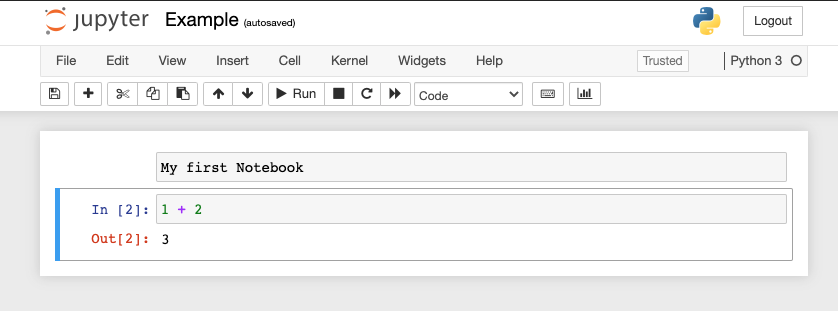 jupyter Example (autosaved) Logout
File Edit View Insert Cell Kernel Widgets Help Trusted Python 3
Run Code
My first Notebook
In [2]: 1 + 2
Out[2]: 3